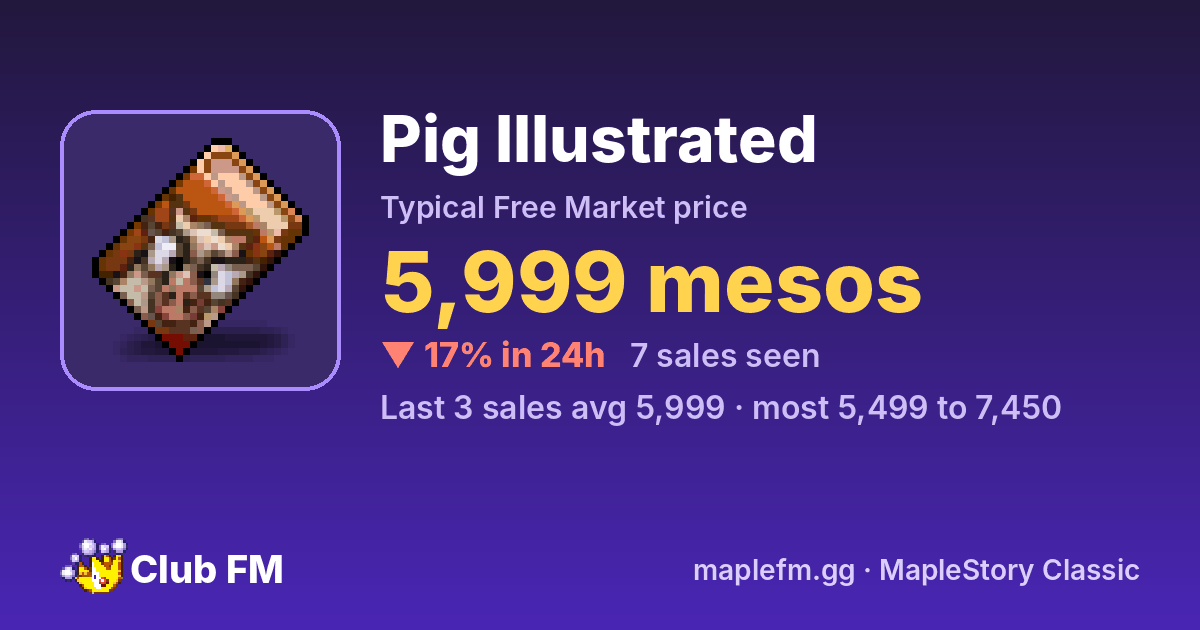 Pig Illustrated
Typical Free Market price
5,999 mesos
▼ 17% in 24h 7 sales seen
Last 3 sales avg 5,999 · most 5,499 to 7,450
Club FM
maplefm.gg · MapleStory Classic